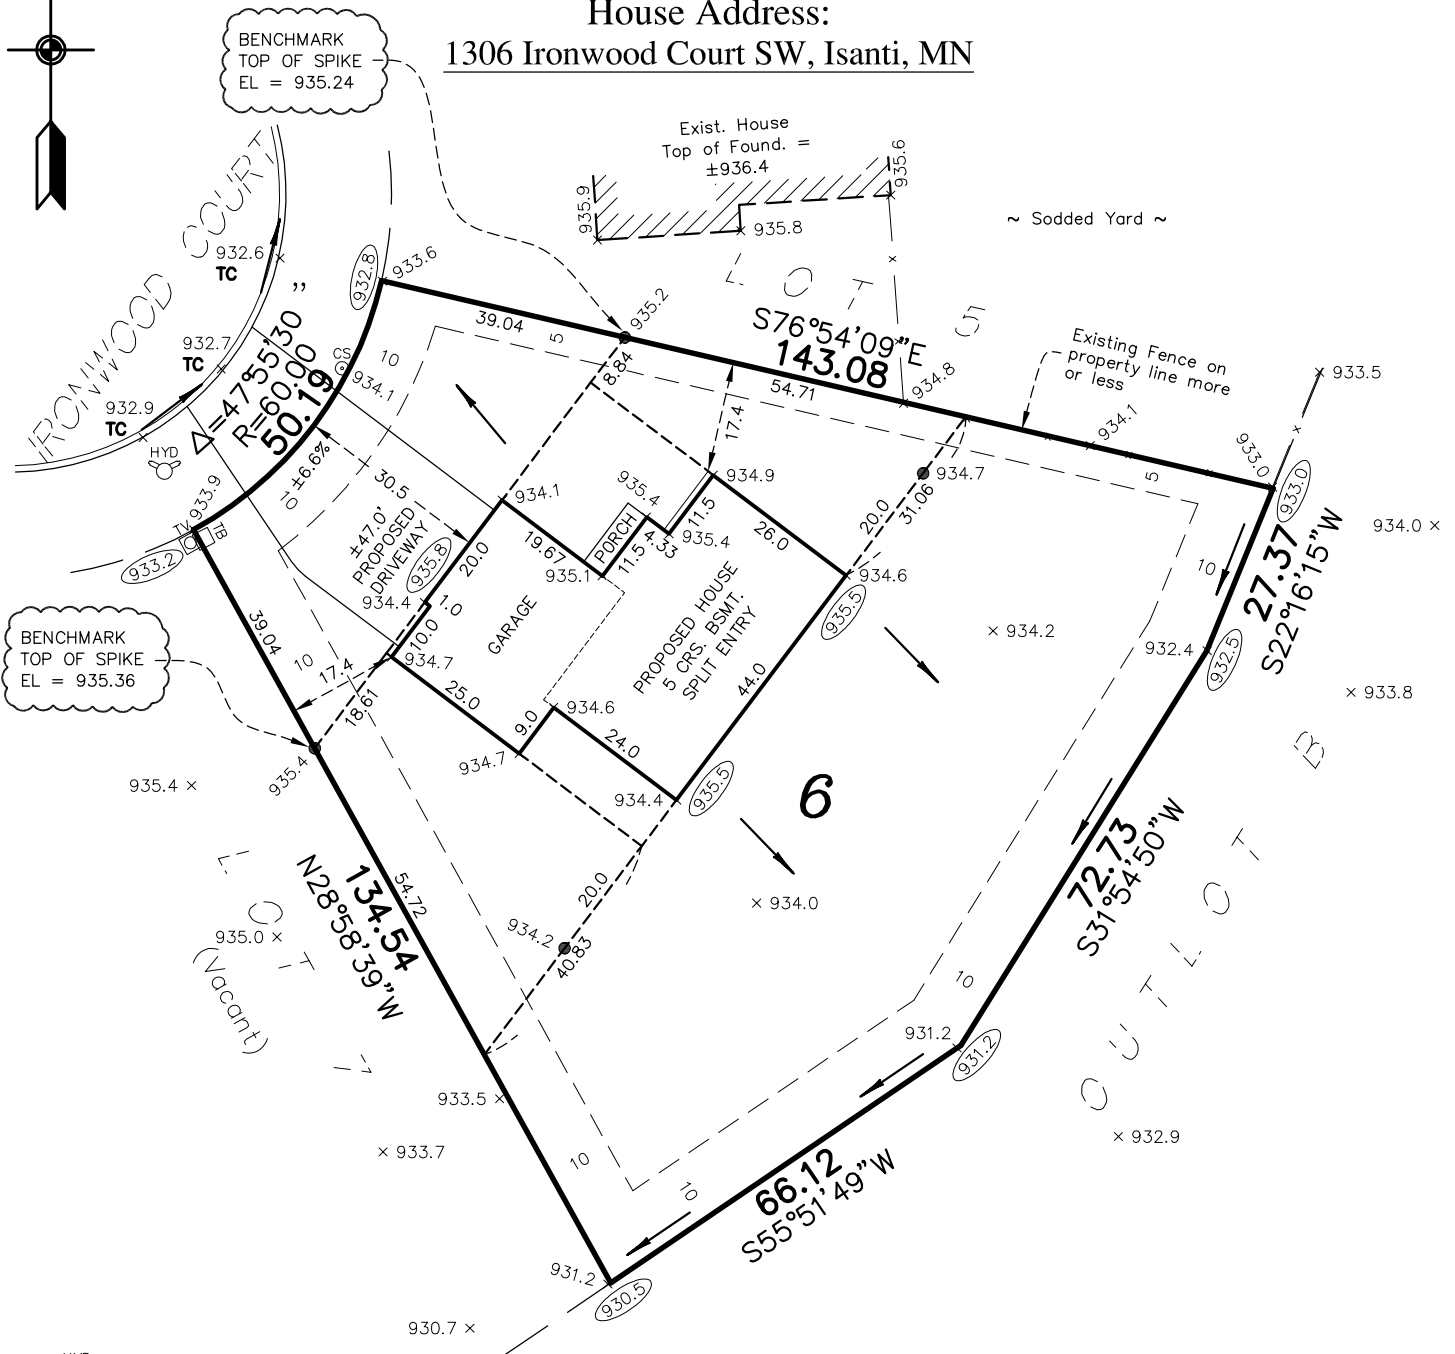 House Address:
1306 Ironwood Court SW, Isanti, MN
BENCHMARK
TOP OF SPIKE
EL = 935.24
Exist. House
Top of Found. =
±936.4
935.6
935.9
935.8
~ Sodded Yard ~
IRONWOOD COURT
932.6
TC
932.7
TC
932.9
TC
HYD
932.8
933.6
CS
934.1
10
Δ=47°55'30"
R=60.00
50.19
±6.6%
10
933.9
TV
TB
933.2
39.04
5
935.2
8.84
LOT 5
S76°54'09"E
143.08
54.71
934.8
Existing Fence on
property line more
or less
934.1
933.5
933.0
933.0
5
17.4
934.7
20.0
31.06
934.0 ×
10
27.37
S22°16'15"W
932.4
932.5
× 934.2
× 933.8
30.5
±47.0'
PROPOSED
DRIVEWAY
935.8
934.1
20.0
19.67
PORCH
935.4
934.9
11.5
935.4
4.33
11.5
935.1
26.0
934.6
935.5
934.4
1.0
10.0
934.7
GARAGE
PROPOSED HOUSE
5 CRS. BSMT.
SPLIT ENTRY
44.0
25.0
9.0
934.6
24.0
934.7
934.4
935.5
6
BENCHMARK
TOP OF SPIKE
EL = 935.36
39.04
10
17.4
18.61
935.4
935.4 ×
134.54
N28°58'39"W
54.72
LOT 7
(Vacant)
935.0 ×
20.0
934.2
40.83
× 934.0
72.73
S31°54'50"W
OUTLOT B
10
931.2
931.2
933.5 ×
× 933.7
× 932.9
10
10
66.12
S55°51'49"W
931.2
930.5
930.7 ×